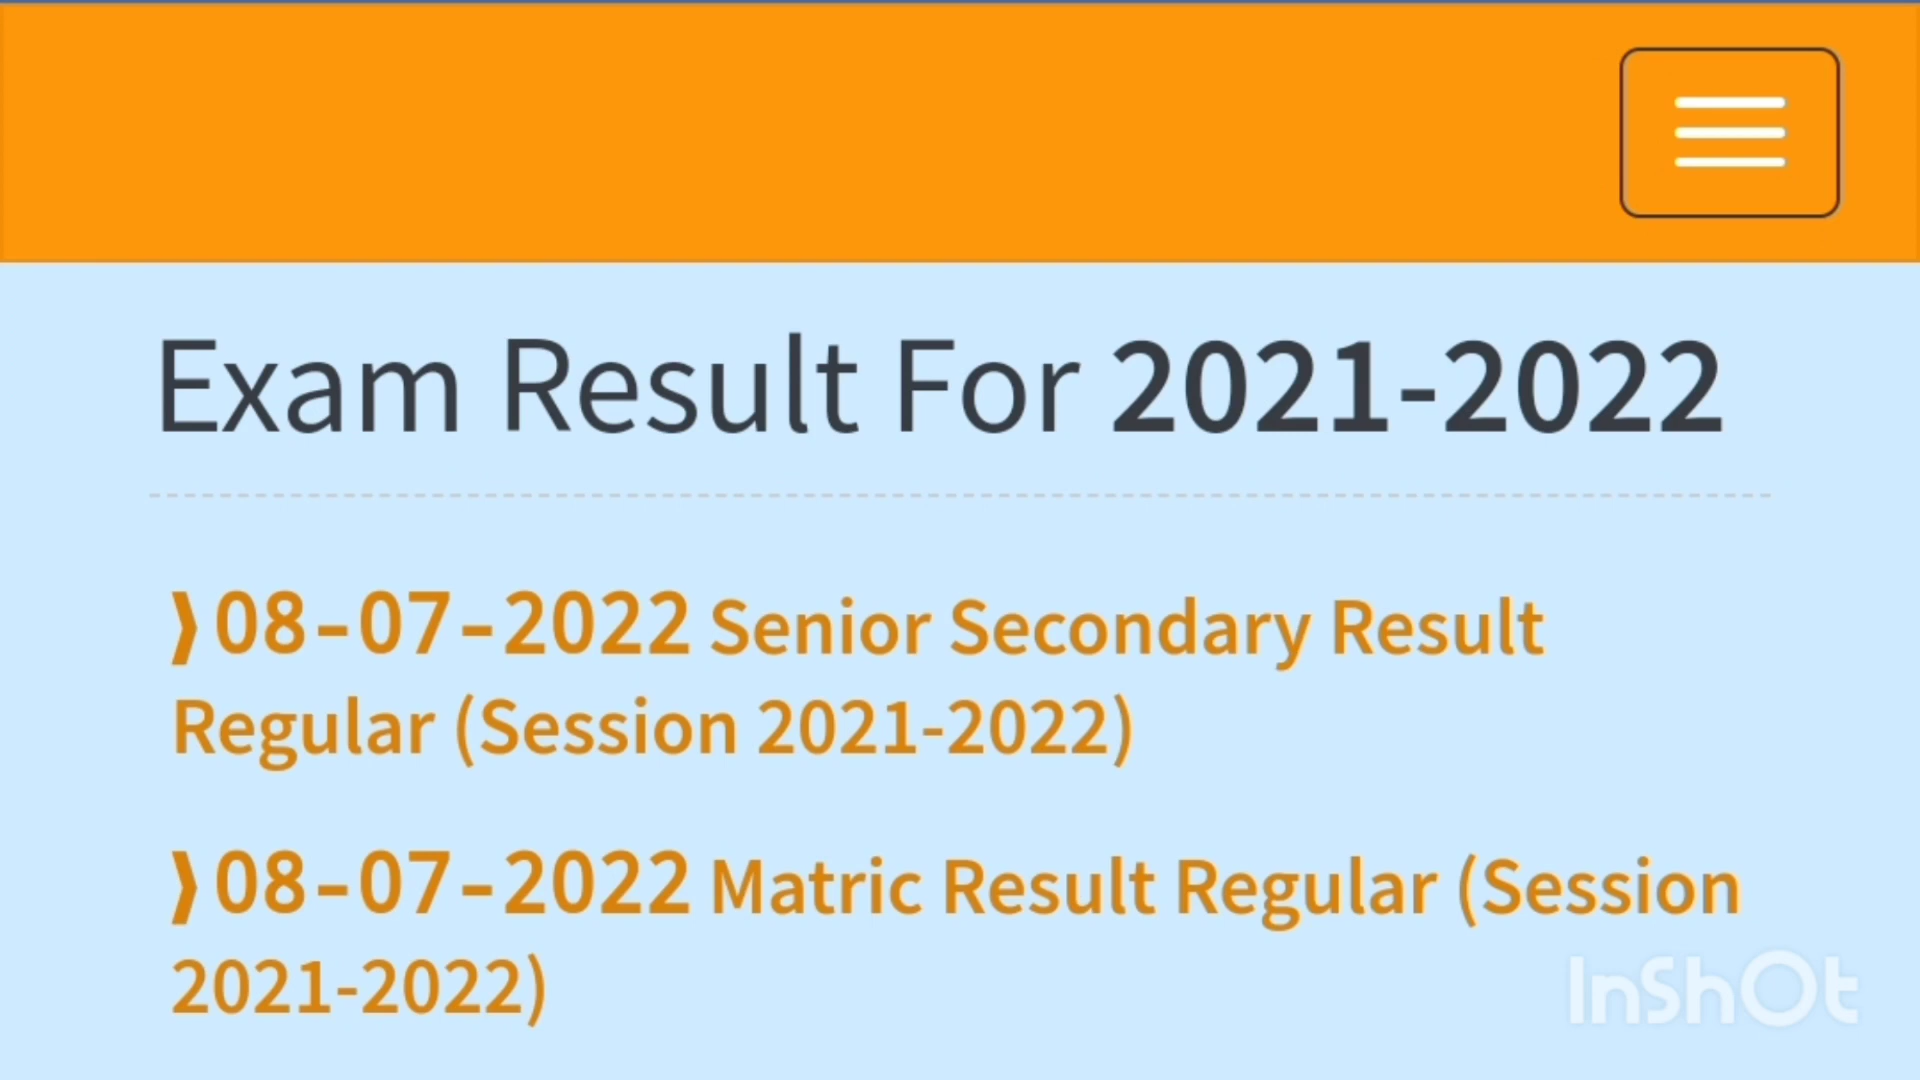 Exam Result For 2021-2022
❫08-07-2022 Senior Secondary Result
Regular (Session 2021-2022)
❫08-07-2022 Matric Result Regular (Session
2021-2022)
InShOt